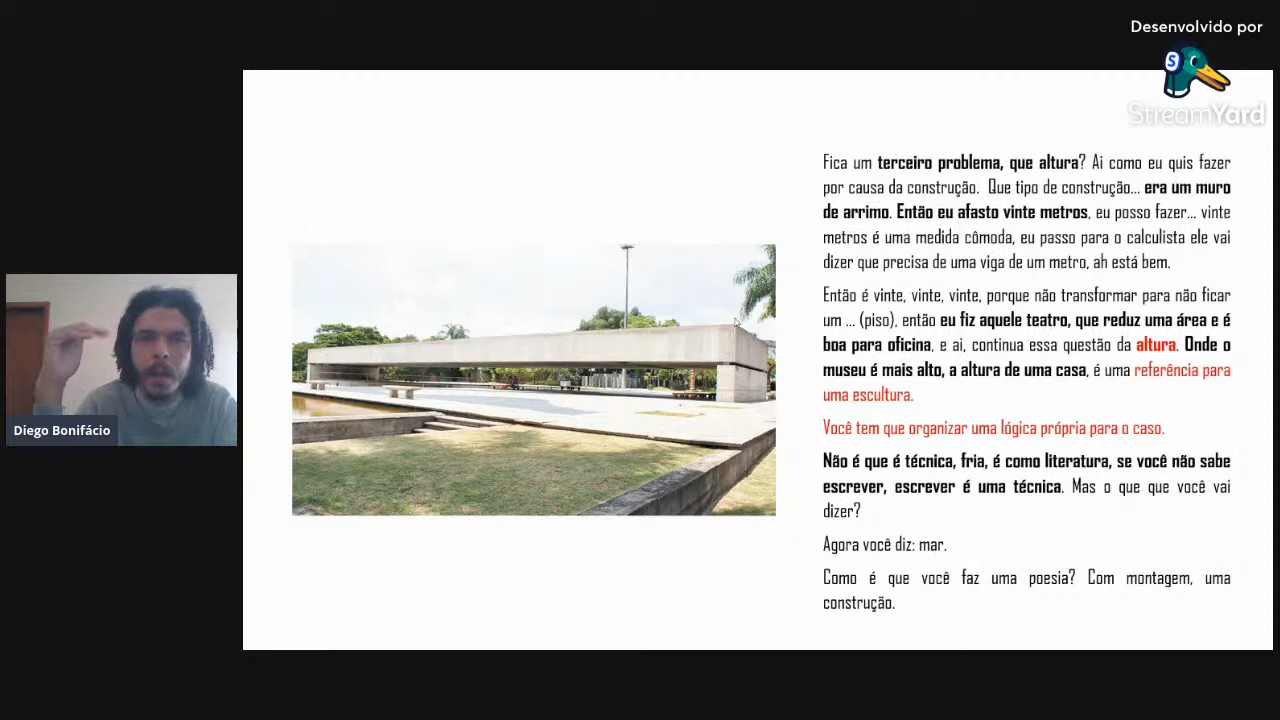 Desenvolvido por
S
StreamYard
Fica um terceiro problema, que altura? Ai como eu quis fazer
por causa da construção. Que tipo de construção... era um muro
de arrimo. Então eu afasto vinte metros, eu posso fazer... vinte
metros é uma medida cômoda, eu passo para o calculista ele vai
dizer que precisa de uma viga de um metro, ah está bem.
Então é vinte, vinte, vinte, porque não transformar para não ficar
um ... (piso), então eu fiz aquele teatro, que reduz uma área e é
boa para oficina, e ai, continua essa questão da altura. Onde o
museu é mais alto, a altura de uma casa, é uma referência para
uma escultura.
Você tem que organizar uma lógica própria para o caso.
Não é que é técnica, fria, é como literatura, se você não sabe
escrever, escrever é uma técnica. Mas o que que você vai
dizer?
Agora você diz: mar.
Como é que você faz uma poesia? Com montagem, uma
construção.
Diego Bonifácio